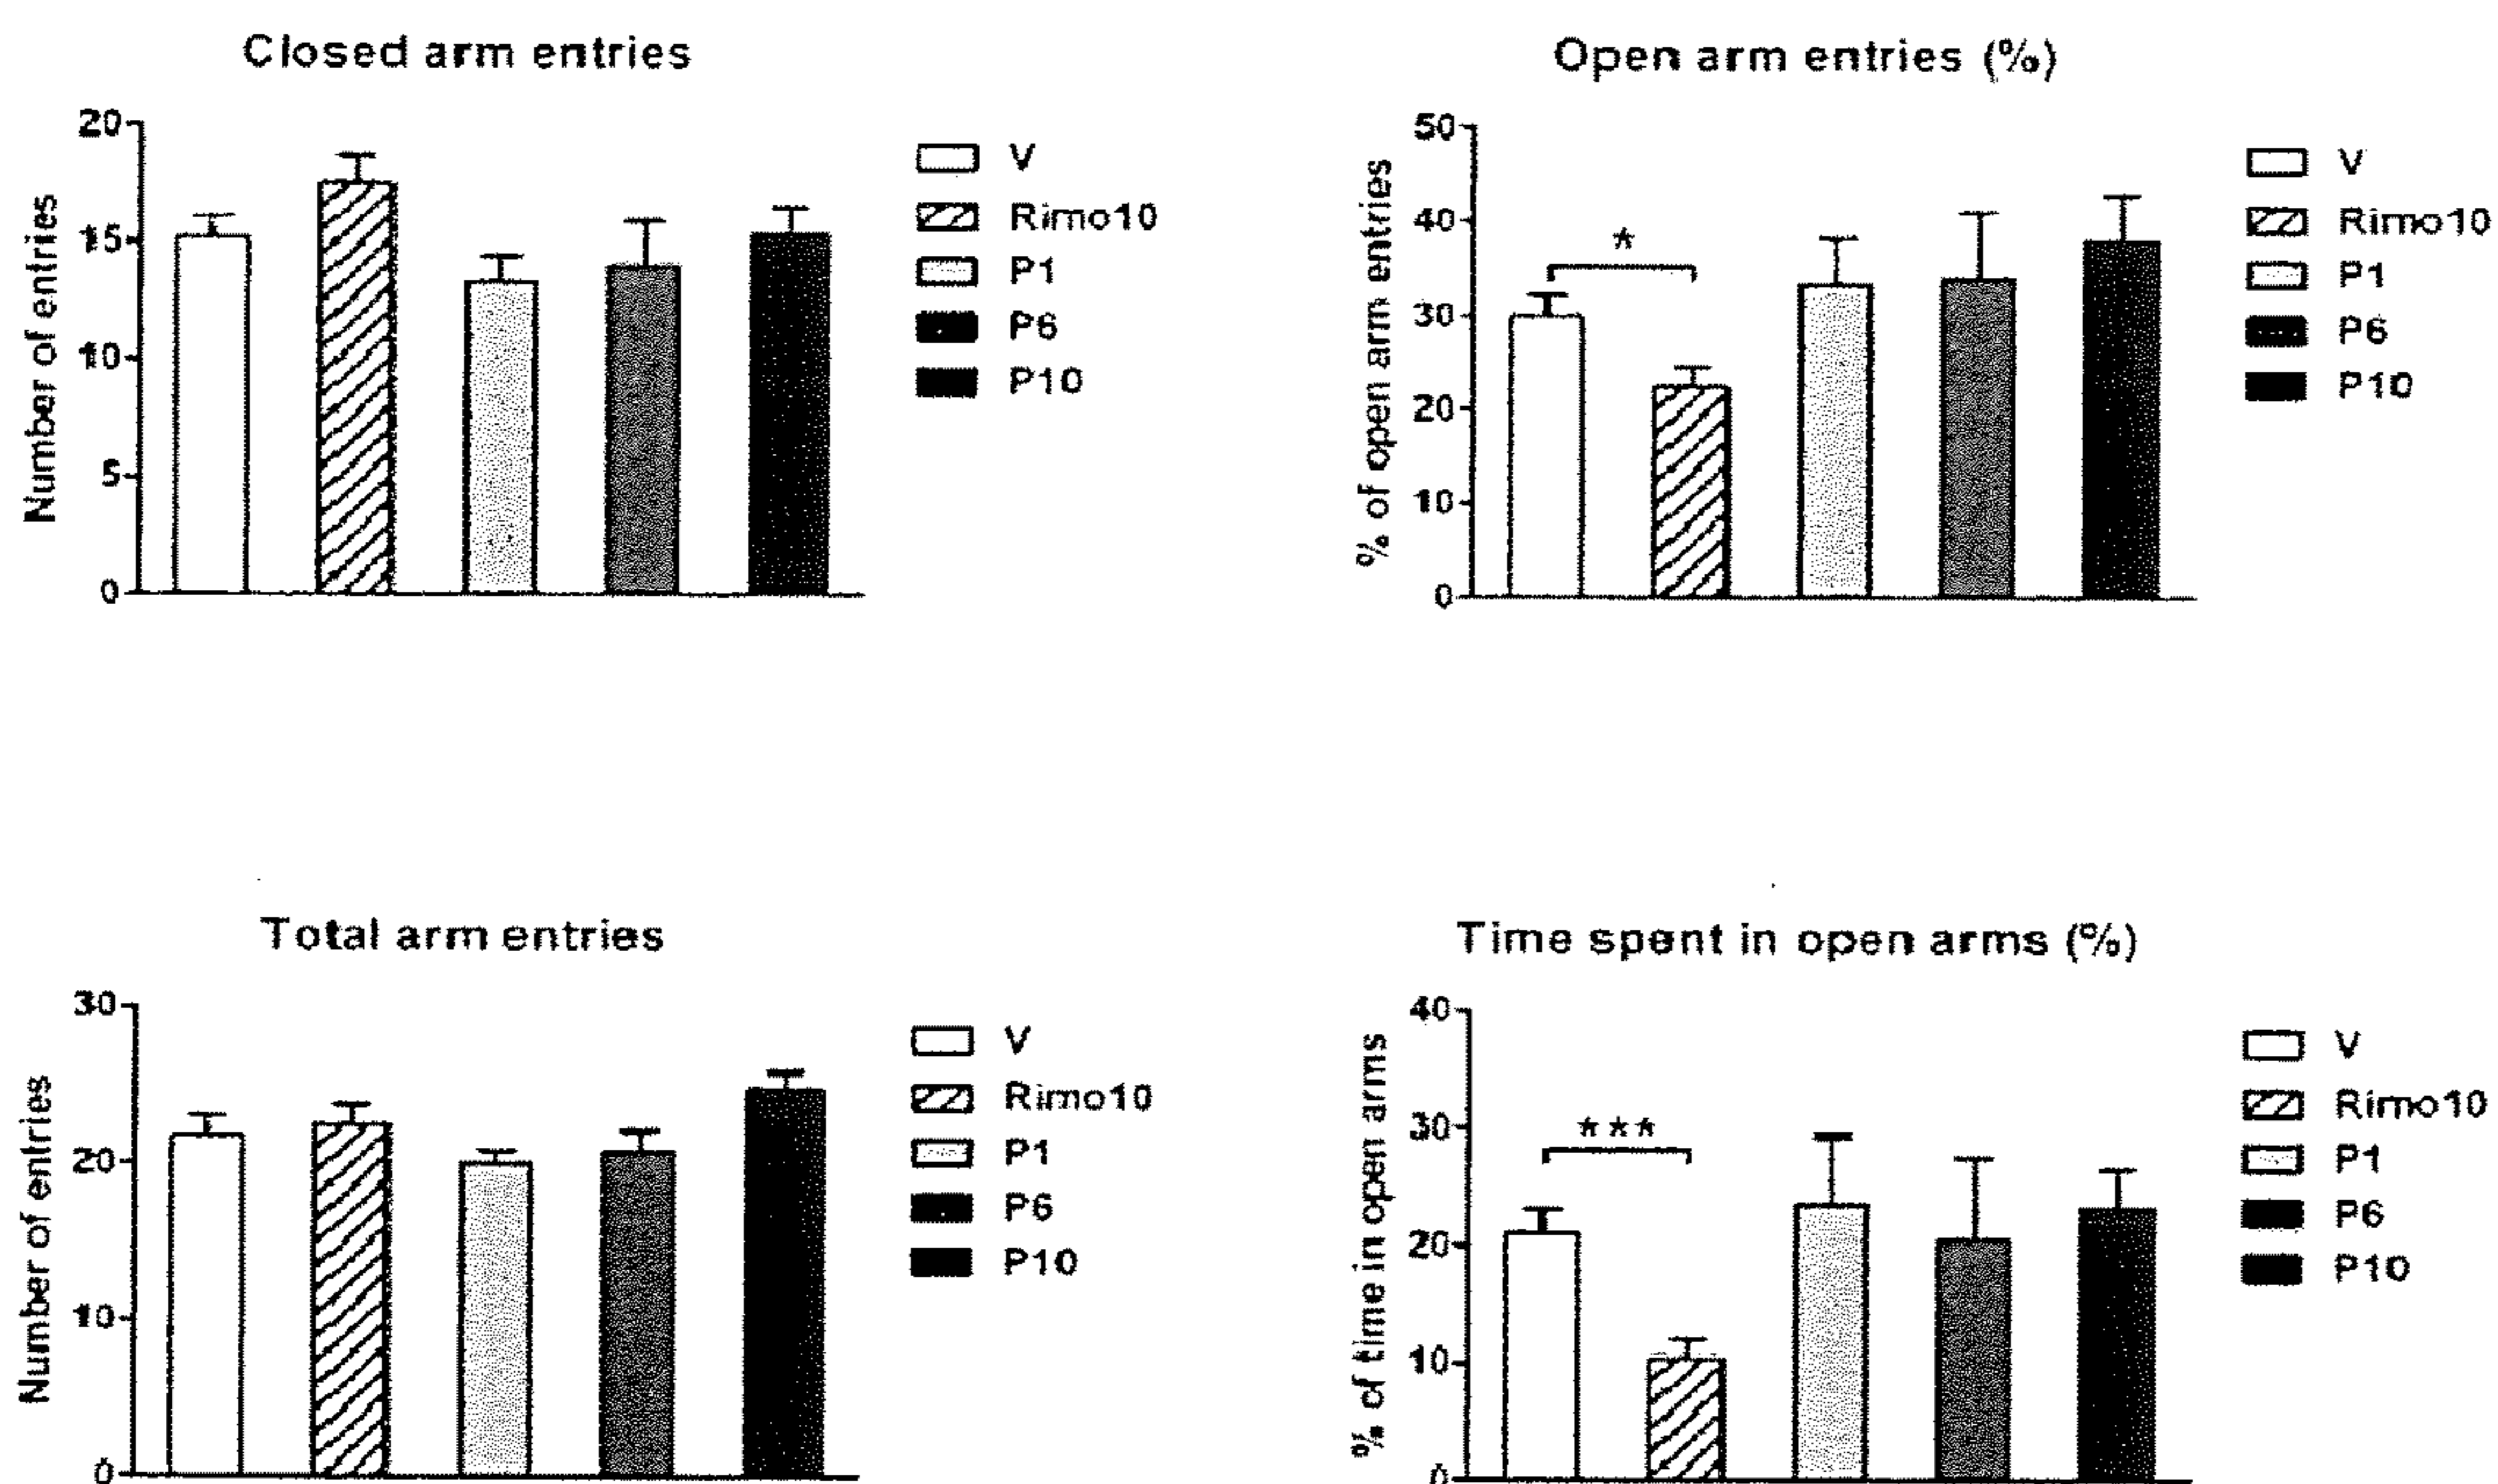 Closed arm entries
Number of entries
20
15
10
5
0
V
Rimo10
P1
P6
P10
Open arm entries (%)
% of open arm entries
50
40
30
20
10
0
*
V
Rimo10
P1
P6
P10
Total arm entries
Number of entries
30
20
10
0
V
Rimo10
P1
P6
P10
Time spent in open arms (%)
% of time in open arms
40
30
20
10
0
***
V
Rimo10
P1
P6
P10